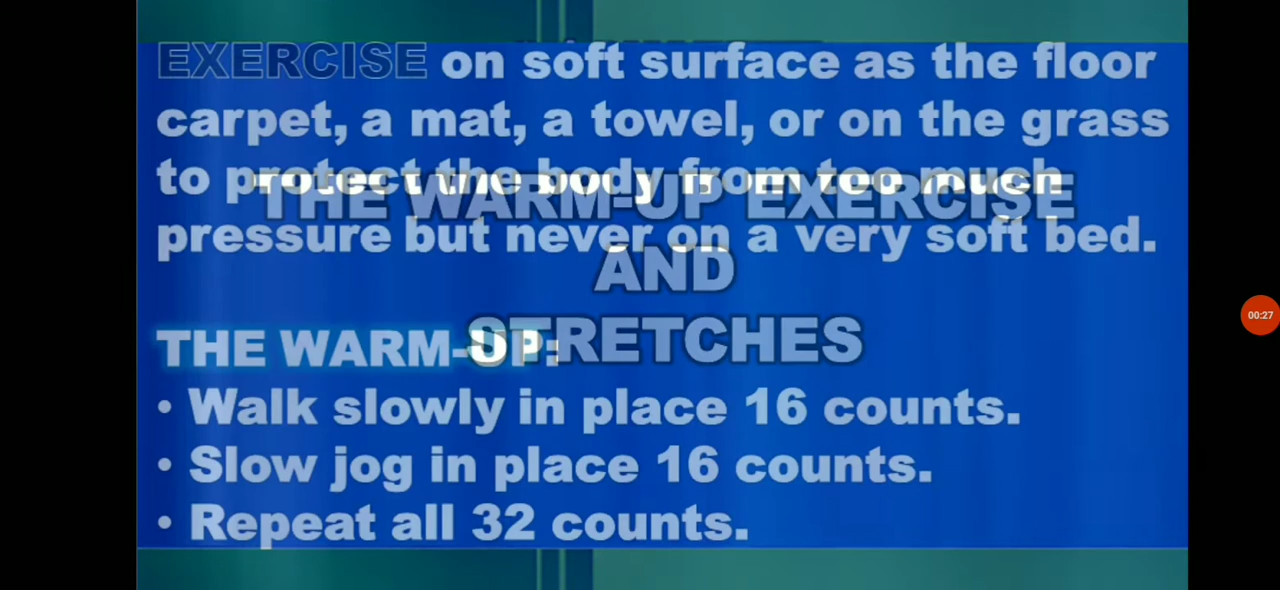 EXERCISE on soft surface as the floor
carpet, a mat, a towel, or on the grass
to protect the body from too much
pressure but never on a very soft bed.
THE WARM-UP EXERCISE
AND
STRETCHES
THE WARM-UP:
• Walk slowly in place 16 counts.
• Slow jog in place 16 counts.
• Repeat all 32 counts.
00:27